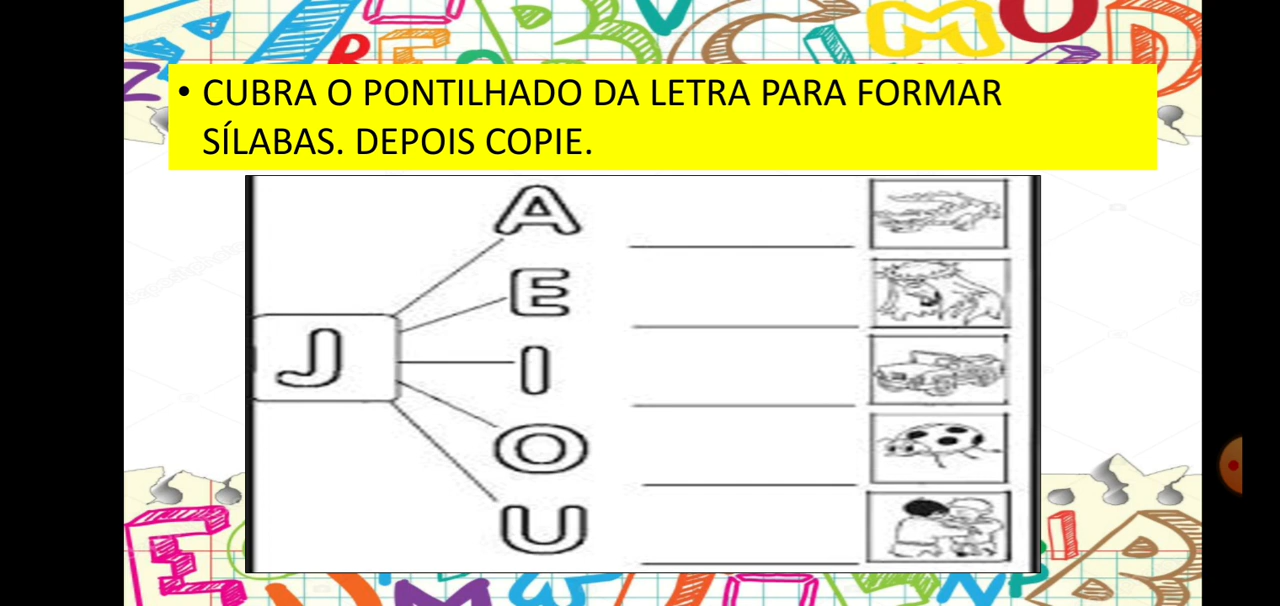 • CUBRA O PONTILHADO DA LETRA PARA FORMAR
SÍLABAS. DEPOIS COPIE.
A
E
J
I
O
U